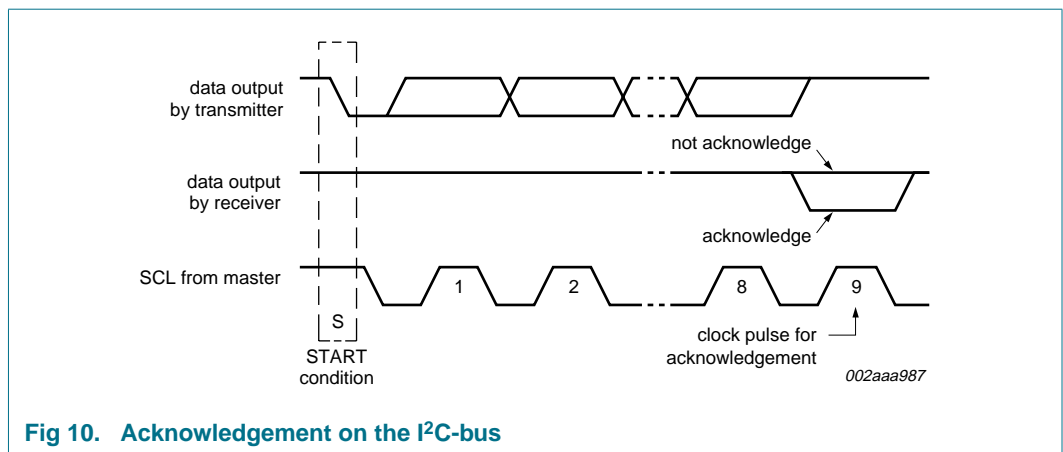 data output
by transmitter
not acknowledge
data output
by receiver
acknowledge
SCL from master
1
2
8
9
S
START
condition
clock pulse for
acknowledgement
002aaa987
Fig 10. Acknowledgement on the I²C-bus